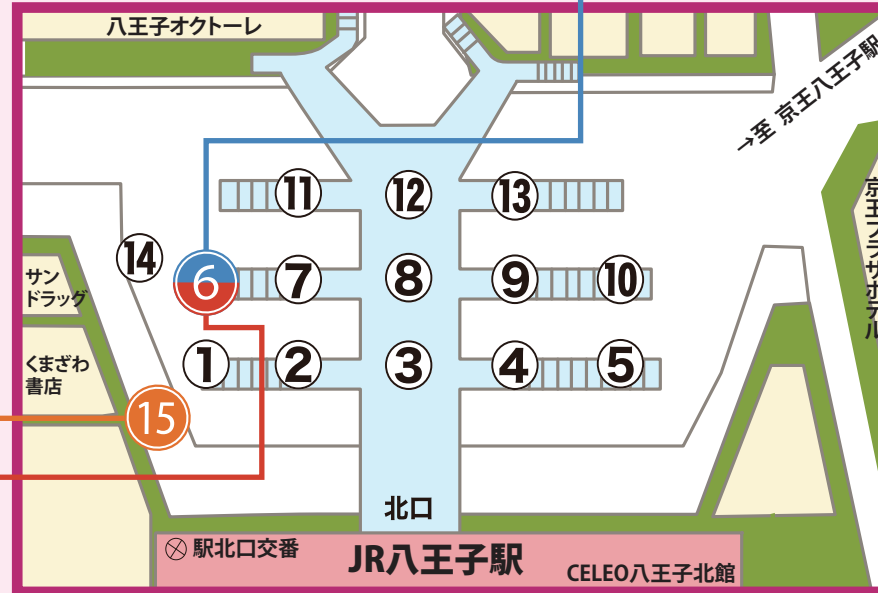 八王子オクトーレ
→至 京王八王子駅
京王プラザホテル
⑪
⑫
⑬
⑭
6
⑦
⑧
⑨
⑩
サン
ドラッグ
①
②
③
④
⑤
くまざわ
書店
15
北口
駅北口交番
JR八王子駅
CELEO八王子北館